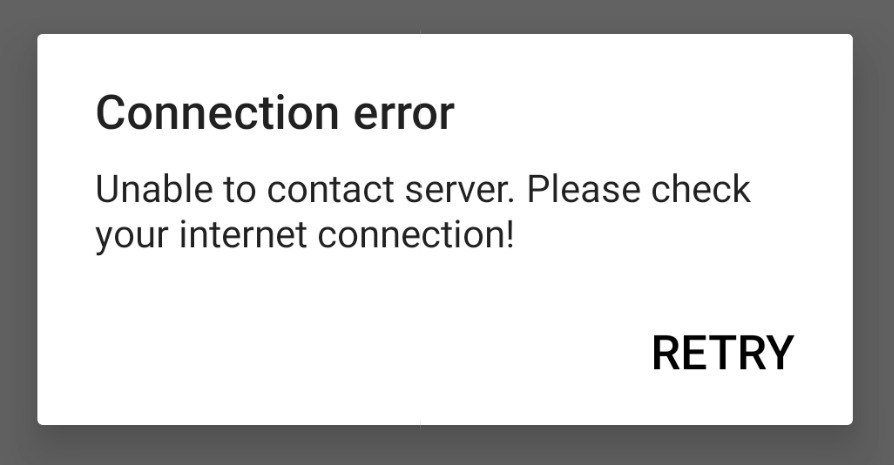 Connection error
Unable to contact server. Please check
your internet connection!
RETRY